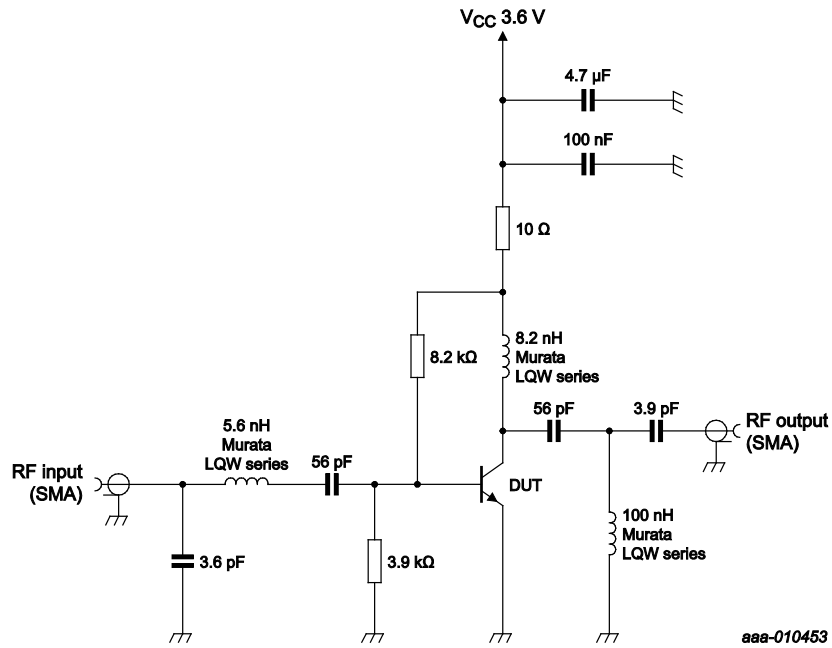 V_CC 3.6 V
4.7 µF
100 nF
10 Ω
8.2 kΩ
8.2 nH
Murata
LQW series
56 pF
3.9 pF
RF output
(SMA)
5.6 nH
Murata
LQW series
56 pF
RF input
(SMA)
DUT
3.6 pF
3.9 kΩ
100 nH
Murata
LQW series
aaa-010453